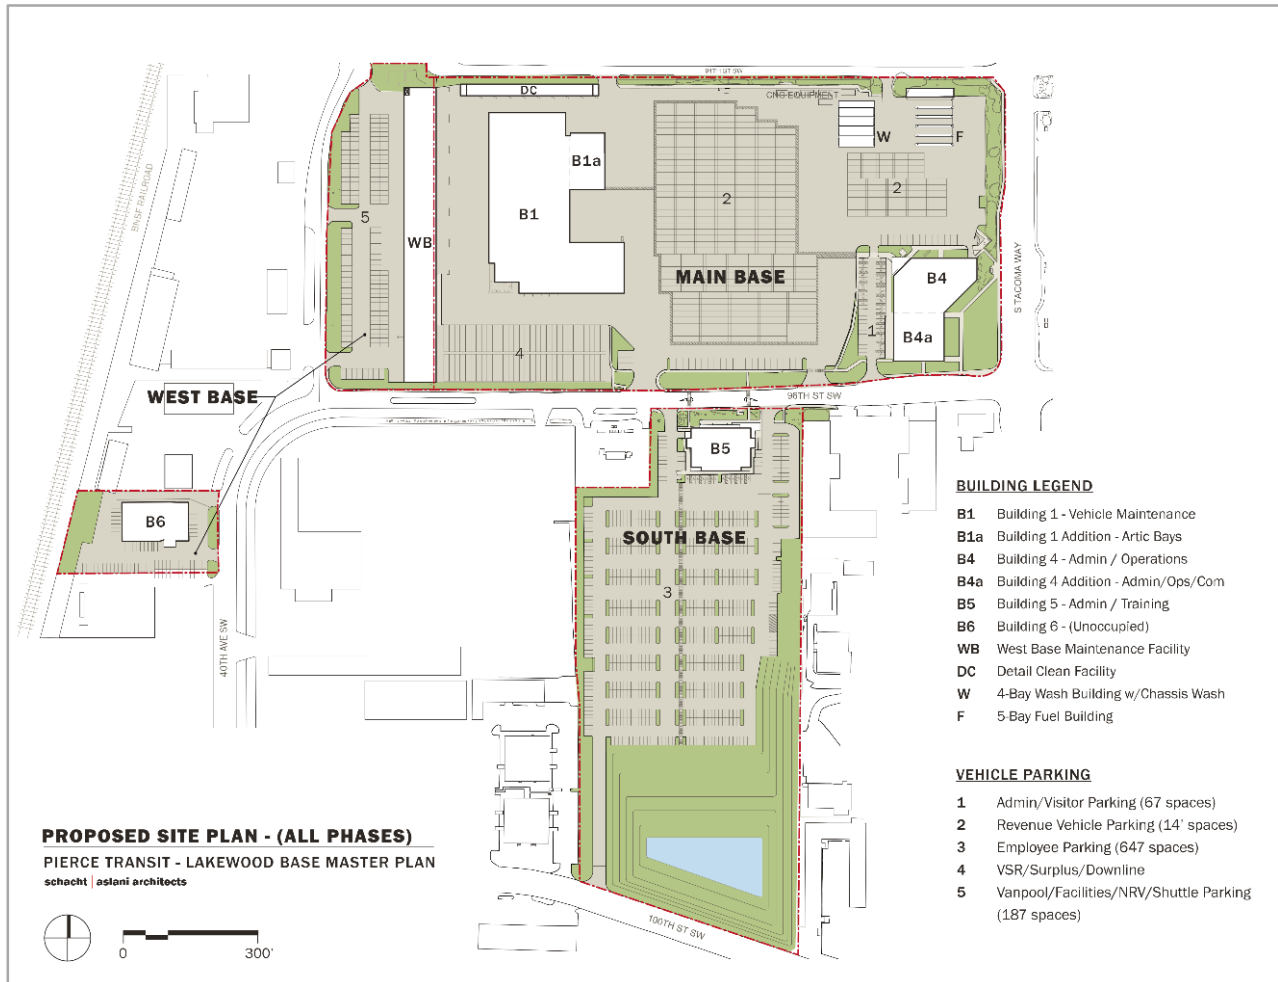 94TH ST SW
DC
CNG EQUIPMENT
W
F
B1a
BNSF RAILROAD
2
2
5
B1
WB
MAIN BASE
B4
S TACOMA WAY
1
B4a
4
WEST BASE
96TH ST SW
B5
B6
SOUTH BASE
3
40TH AVE SW
100TH ST SW
BUILDING LEGEND
B1 Building 1 - Vehicle Maintenance
B1a Building 1 Addition - Artic Bays
B4 Building 4 - Admin / Operations
B4a Building 4 Addition - Admin/Ops/Com
B5 Building 5 - Admin / Training
B6 Building 6 - (Unoccupied)
WB West Base Maintenance Facility
DC Detail Clean Facility
W 4-Bay Wash Building w/Chassis Wash
F 5-Bay Fuel Building
VEHICLE PARKING
1 Admin/Visitor Parking (67 spaces)
2 Revenue Vehicle Parking (14' spaces)
3 Employee Parking (647 spaces)
4 VSR/Surplus/Downline
5 Vanpool/Facilities/NRV/Shuttle Parking
(187 spaces)
PROPOSED SITE PLAN - (ALL PHASES)
PIERCE TRANSIT - LAKEWOOD BASE MASTER PLAN
schacht | aslani architects
0 300'